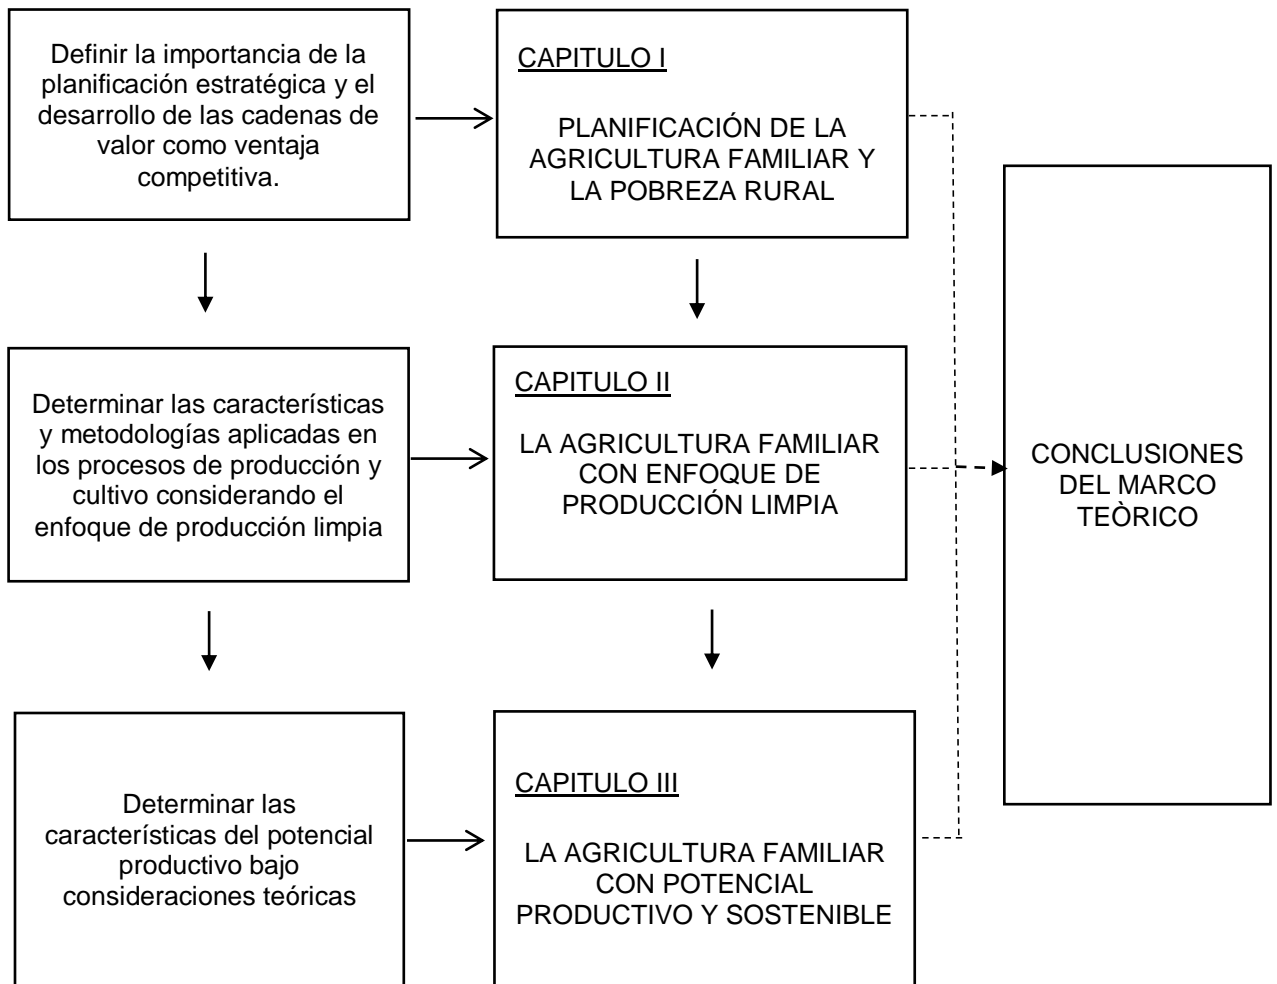 Definir la importancia de la
planificación estratégica y el
desarrollo de las cadenas de
valor como ventaja
competitiva.
CAPITULO I
PLANIFICACIÓN DE LA
AGRICULTURA FAMILIAR Y
LA POBREZA RURAL
Determinar las característicias
y metodologías aplicadas en
los procesos de producción y
cultivo considerando el
enfoque de producción limpia
CAPITULO II
LA AGRICULTURA FAMILIAR
CON ENFOQUE DE
PRODUCCIÓN LIMPIA
CONCLUSIONES
DEL MARCO
TEÒRICO
Determinar las
característicias del potencial
productivo bajo
consideraciones teóricas
CAPITULO III
LA AGRICULTURA FAMILIAR
CON POTENCIAL
PRODUCTIVO Y SOSTENIBLE